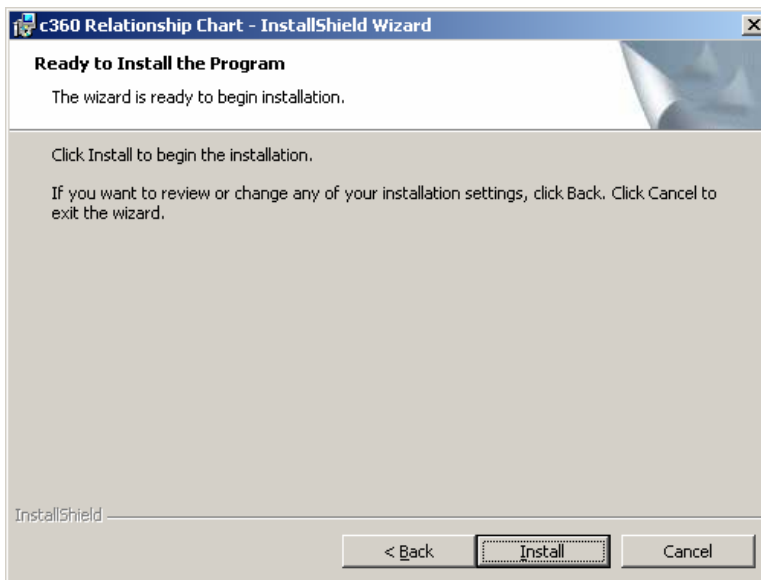 c360 Relationship Chart - InstallShield Wizard
Ready to Install the Program
The wizard is ready to begin installation.
Click Install to begin the installation.
If you want to review or change any of your installation settings, click Back. Click Cancel to
exit the wizard.
InstallShield
< Back
Install
Cancel